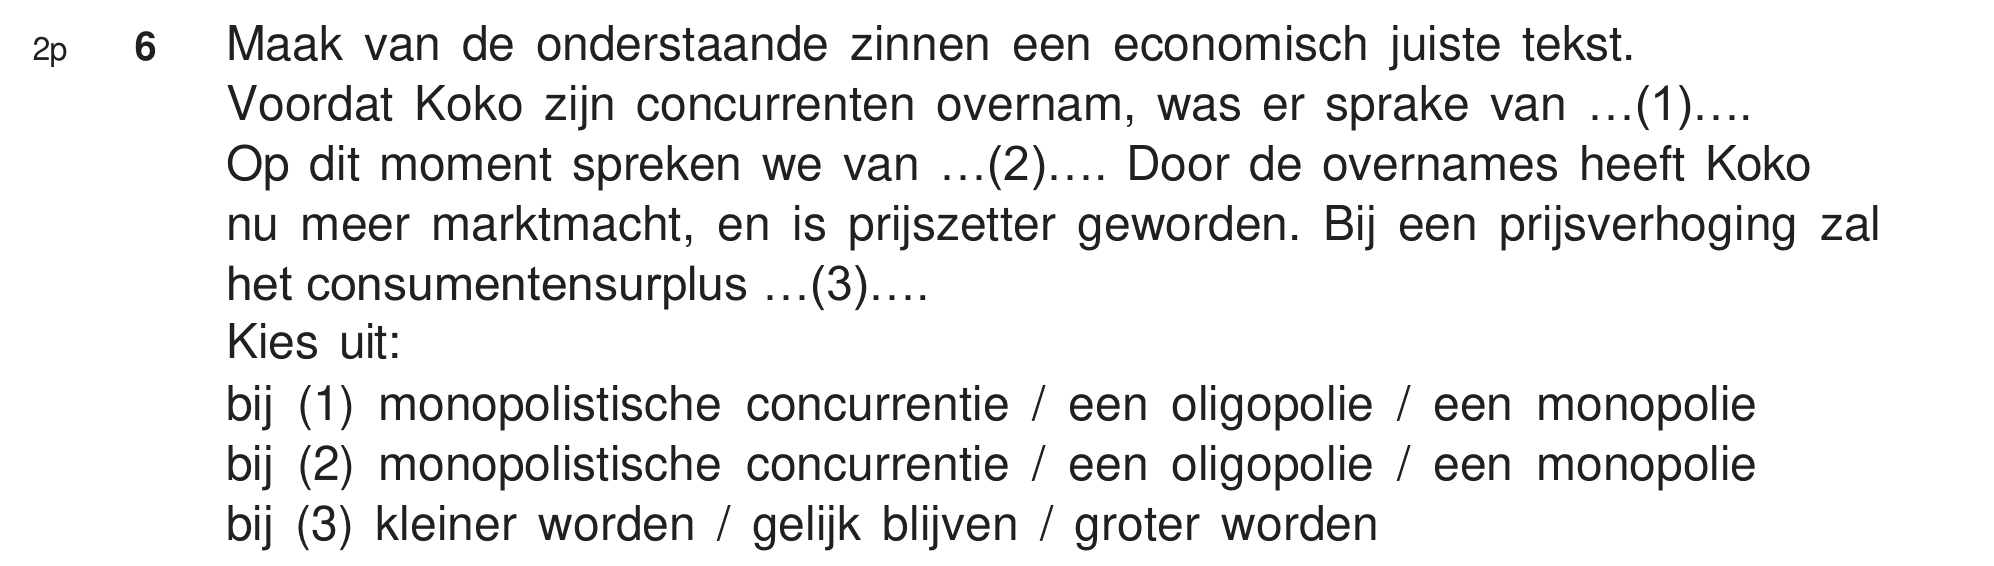 2p 6 Maak van de onderstaande zinnen een economisch juiste tekst.
Voordat Koko zijn concurrenten overnam, was er sprake van …(1)….
Op dit moment spreken we van …(2)…. Door de overnames heeft Koko
nu meer marktmacht, en is prijszetter geworden. Bij een prijsverhoging zal
het consumentensurplus …(3)….
Kies uit:
bij (1) monopolistische concurrentie / een oligopolie / een monopolie
bij (2) monopolistische concurrentie / een oligopolie / een monopolie
bij (3) kleiner worden / gelijk blijven / groter worden